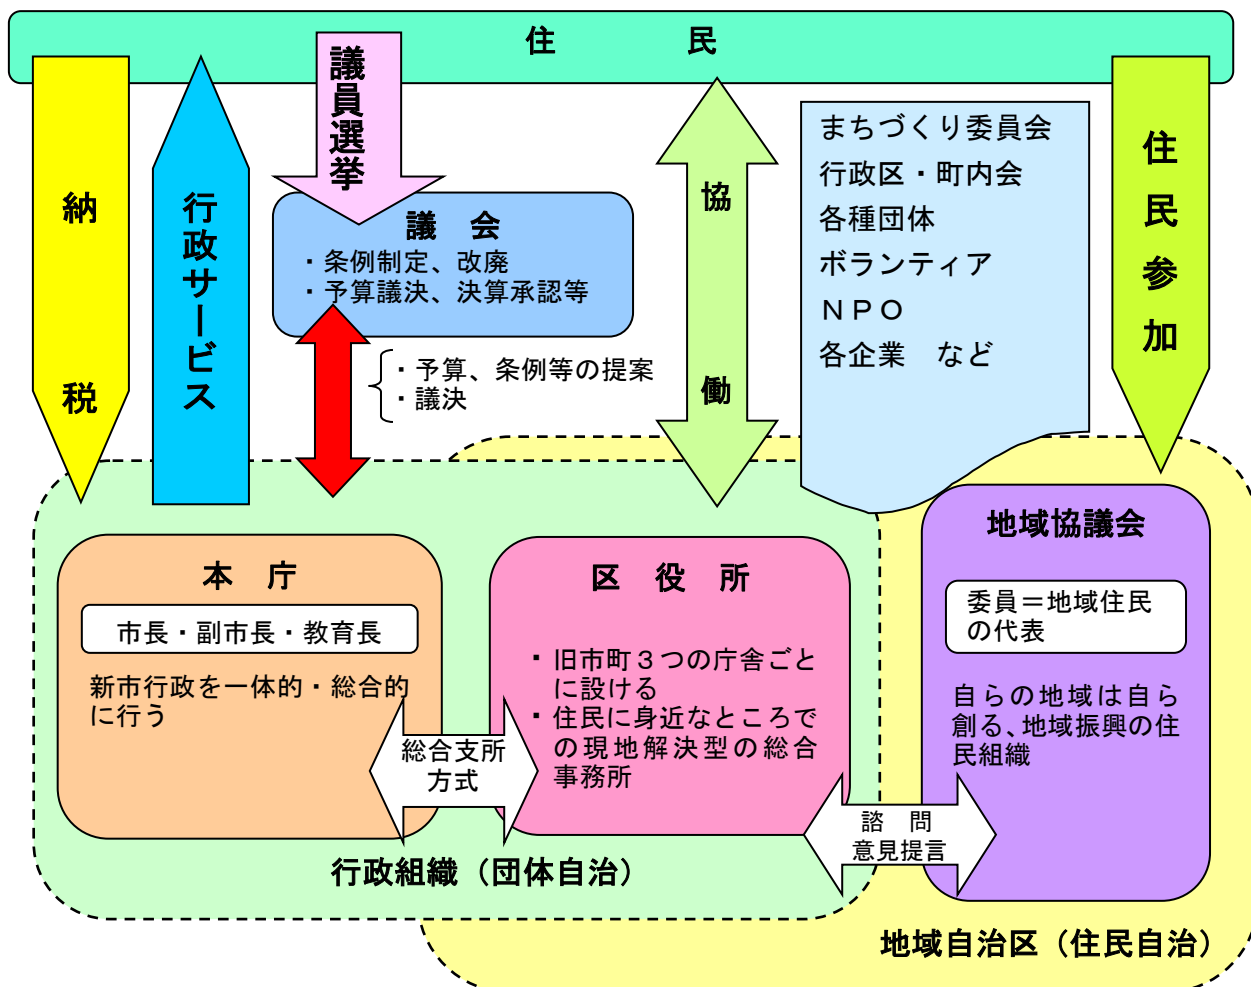 住　　　　　民
納　　　　　税
行政サービス
議員選挙
議　会
・条例制定、改廃
・予算議決、決算承認等
・予算、条例等の提案
・議決
協　　　　　働
まちづくり委員会
行政区・町内会
各種団体
ボランティア
ＮＰＯ
各企業　など
住民参加
本　庁
市長・副市長・教育長
新市行政を一体的・総合的
に行う
総合支所
方式
区　役　所
・旧市町３つの庁舎ごと
に設ける
・住民に身近なところで
の現地解決型の総合
事務所
地域協議会
委員＝地域住民
の代表
自らの地域は自ら
創る、地域振興の住
民組織
諮　問
意見提言
行政組織（団体自治）
地域自治区（住民自治）